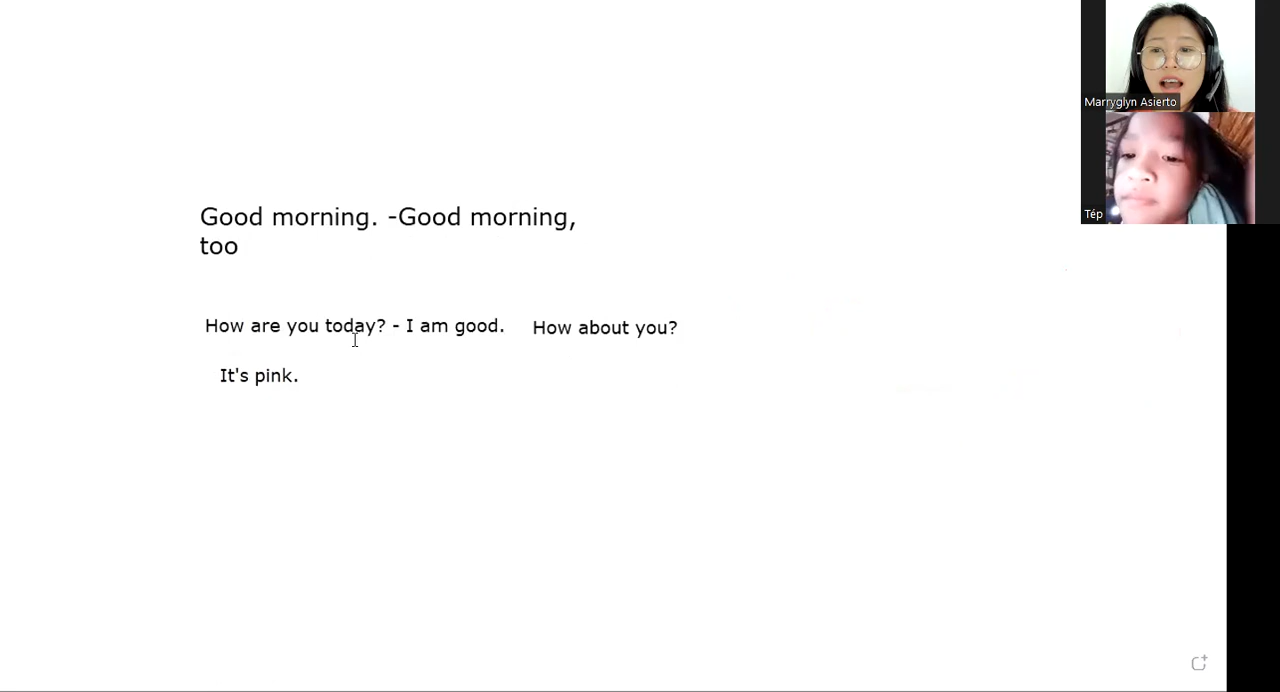 Marryglyn Asierto
Tép
Good morning. -Good morning,
too
How are you today? - I am good. How about you?
It's pink.